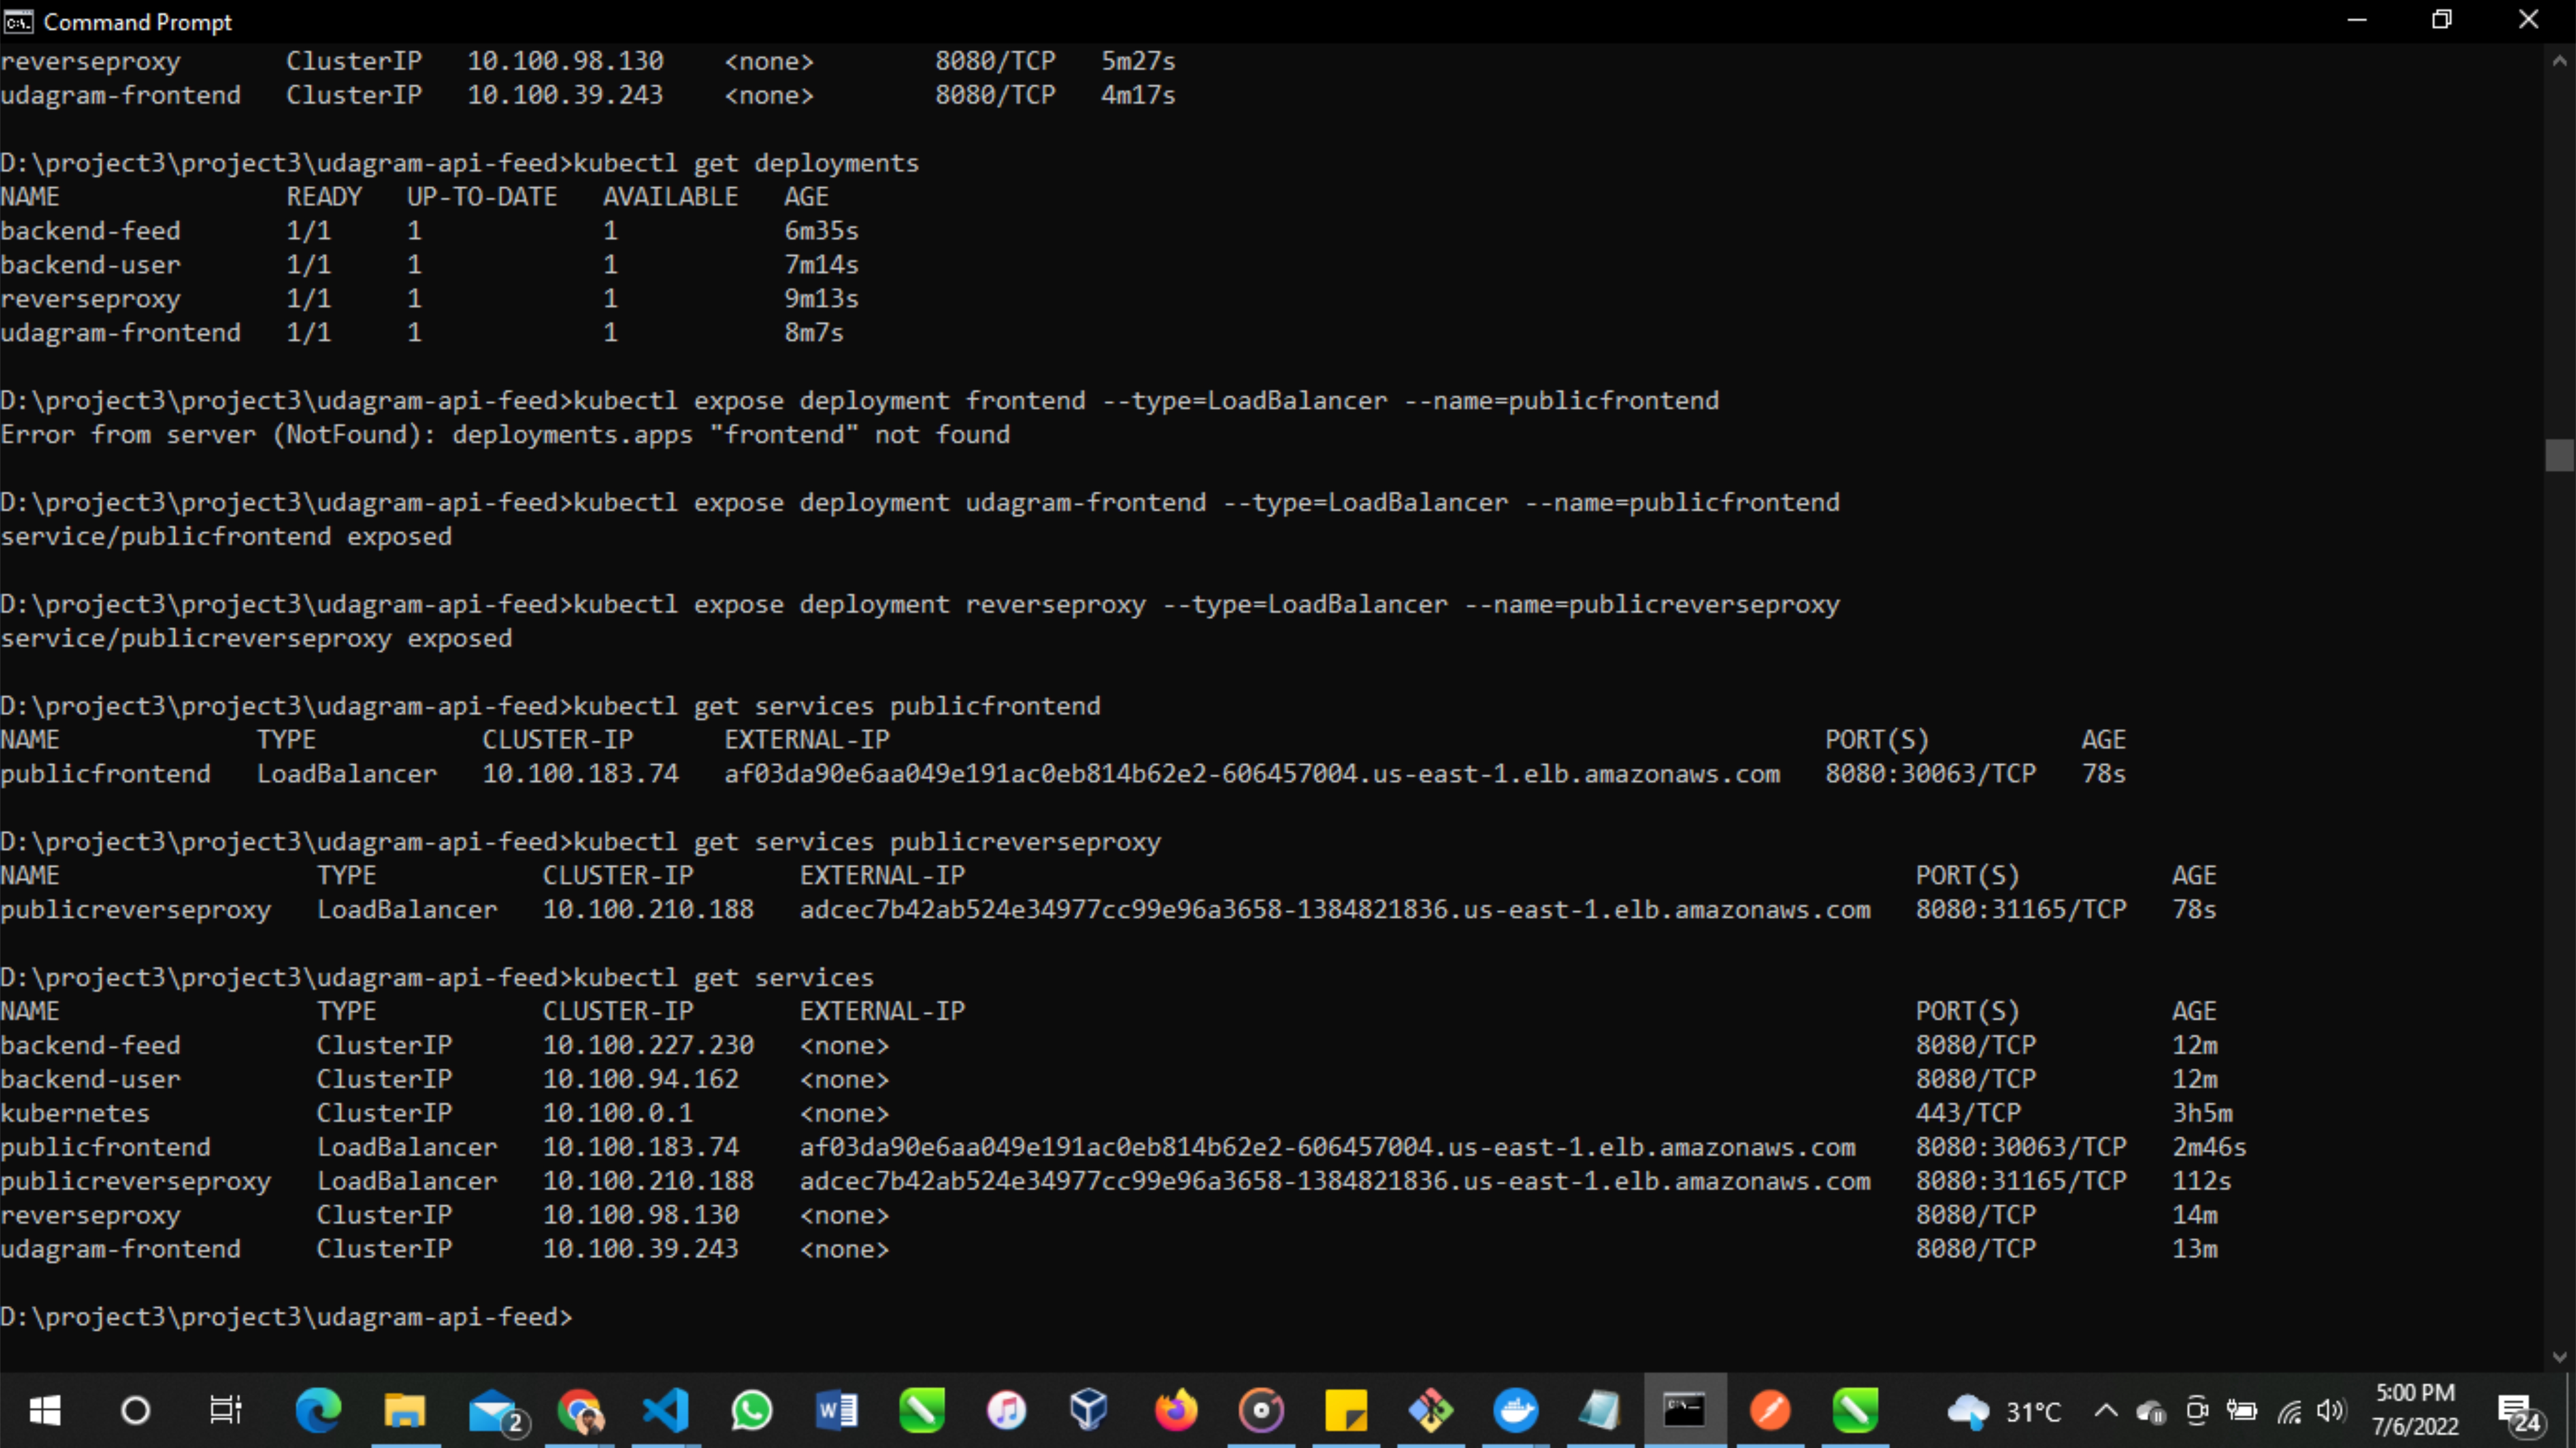 Command Prompt
reverseproxy ClusterIP 10.100.98.130 <none> 8080/TCP 5m27s
udagram-frontend ClusterIP 10.100.39.243 <none> 8080/TCP 4m17s
D:\project3\project3\udagram-api-feed>kubectl get deployments
NAME READY UP-TO-DATE AVAILABLE AGE
backend-feed 1/1 1 1 6m35s
backend-user 1/1 1 1 7m14s
reverseproxy 1/1 1 1 9m13s
udagram-frontend 1/1 1 1 8m7s
D:\project3\project3\udagram-api-feed>kubectl expose deployment frontend --type=LoadBalancer --name=publicfrontend
Error from server (NotFound): deployments.apps "frontend" not found
D:\project3\project3\udagram-api-feed>kubectl expose deployment udagram-frontend --type=LoadBalancer --name=publicfrontend
service/publicfrontend exposed
D:\project3\project3\udagram-api-feed>kubectl expose deployment reverseproxy --type=LoadBalancer --name=publicreverseproxy
service/publicreverseproxy exposed
D:\project3\project3\udagram-api-feed>kubectl get services publicfrontend
NAME TYPE CLUSTER-IP EXTERNAL-IP PORT(S) AGE
publicfrontend LoadBalancer 10.100.183.74 af03da90e6aa049e191ac0eb814b62e2-606457004.us-east-1.elb.amazonaws.com 8080:30063/TCP 78s
D:\project3\project3\udagram-api-feed>kubectl get services publicreverseproxy
NAME TYPE CLUSTER-IP EXTERNAL-IP PORT(S) AGE
publicreverseproxy LoadBalancer 10.100.210.188 adcec7b42ab524e34977cc99e96a3658-1384821836.us-east-1.elb.amazonaws.com 8080:31165/TCP 78s
D:\project3\project3\udagram-api-feed>kubectl get services
NAME TYPE CLUSTER-IP EXTERNAL-IP PORT(S) AGE
backend-feed ClusterIP 10.100.227.230 <none> 8080/TCP 12m
backend-user ClusterIP 10.100.94.162 <none> 8080/TCP 12m
kubernetes ClusterIP 10.100.0.1 <none> 443/TCP 3h5m
publicfrontend LoadBalancer 10.100.183.74 af03da90e6aa049e191ac0eb814b62e2-606457004.us-east-1.elb.amazonaws.com 8080:30063/TCP 2m46s
publicreverseproxy LoadBalancer 10.100.210.188 adcec7b42ab524e34977cc99e96a3658-1384821836.us-east-1.elb.amazonaws.com 8080:31165/TCP 112s
reverseproxy ClusterIP 10.100.98.130 <none> 8080/TCP 14m
udagram-frontend ClusterIP 10.100.39.243 <none> 8080/TCP 13m
D:\project3\project3\udagram-api-feed>
2
31°C
5:00 PM
7/6/2022
24